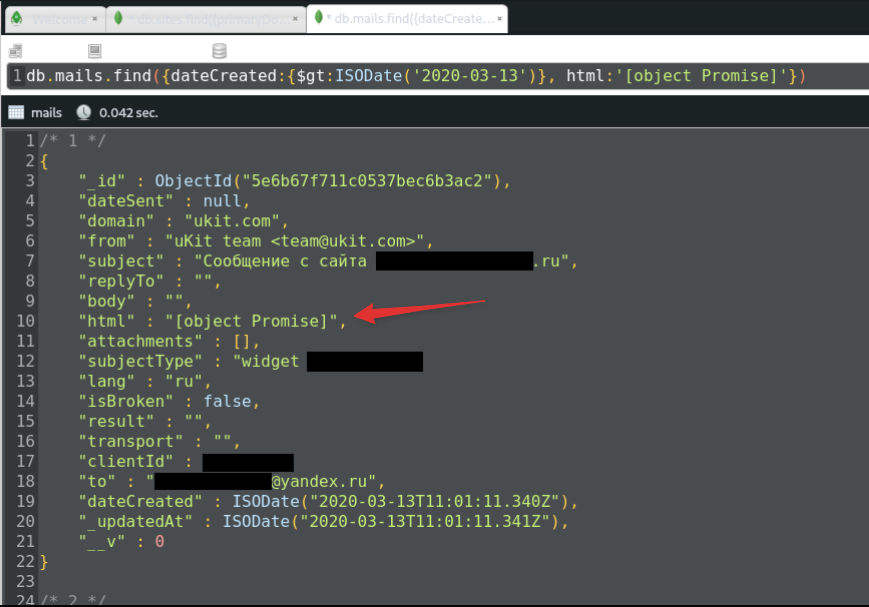 Welcome ×
* db.sites.find({primaryDo... ×
* db.mails.find({dateCreate... ×
1 db.mails.find({dateCreated:{$gt:ISODate('2020-03-13')}, html:'[object Promise]'})
mails 0.042 sec.
1 /* 1 */
2 {
3 "_id" : ObjectId("5e6b67f711c0537bec6b3ac2"),
4 "dateSent" : null,
5 "domain" : "ukit.com",
6 "from" : "uKit team <team@ukit.com>",
7 "subject" : "Сообщение с сайта .ru",
8 "replyTo" : "",
9 "body" : "",
10 "html" : "[object Promise]",
11 "attachments" : [],
12 "subjectType" : "widget
13 "lang" : "ru",
14 "isBroken" : false,
15 "result" : "",
16 "transport" : "",
17 "clientId" :
18 "to" : " @yandex.ru",
19 "dateCreated" : ISODate("2020-03-13T11:01:11.340Z"),
20 "_updatedAt" : ISODate("2020-03-13T11:01:11.341Z"),
21 "__v" : 0
22 }
23
24 /* 2 */